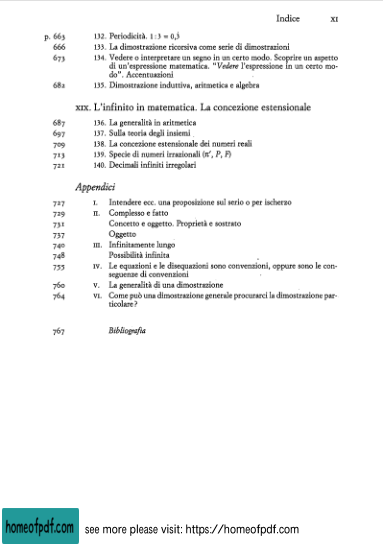 Indice XI
p. 663 132. Periodicità. 1 : 3 = 0,3̇
666 133. La dimostrazione ricorsiva come serie di dimostrazioni
673 134. Vedere o interpretare un segno in un certo modo. Scoprire un aspetto
di un'espressione matematica. "Vedere l'espressione in un certo mo-
do". Accentuazioni
682 135. Dimostrazione induttiva, aritmetica e algebra
XIX. L'infinito in matematica. La concezione estensionale
687 136. La generalità in aritmetica
697 137. Sulla teoria degli insiemi
709 138. La concezione estensionale dei numeri reali
713 139. Specie di numeri irrazionali (π′, P, F)
721 140. Decimali infiniti irregolari
Appendici
727 I. Intendere ecc. una proposizione sul serio o per ischerzo
729 II. Complesso e fatto
731 Concetto e oggetto. Proprietà e sostrato
737 Oggetto
740 III. Infinitamente lungo
748 Possibilità infinita
755 IV. Le equazioni e le disequazioni sono convenzioni, oppure sono le con-
seguenze di convenzioni
760 V. La generalità di una dimostrazione
764 VI. Come può una dimostrazione generale procurarci la dimostrazione par-
ticolare?
767 Bibliografia
homeofpdf.com see more please visit: https://homeofpdf.com